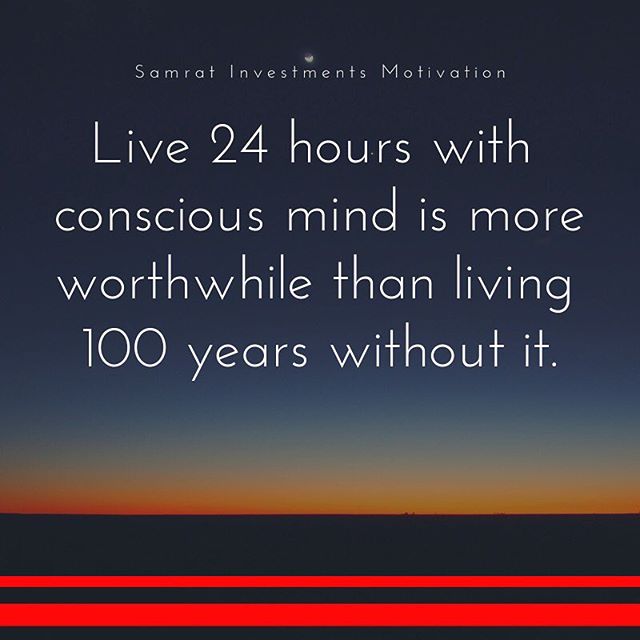 Samrat Investments Motivation
Live 24 hours with
conscious mind is more
worthwhile than living
100 years without it.